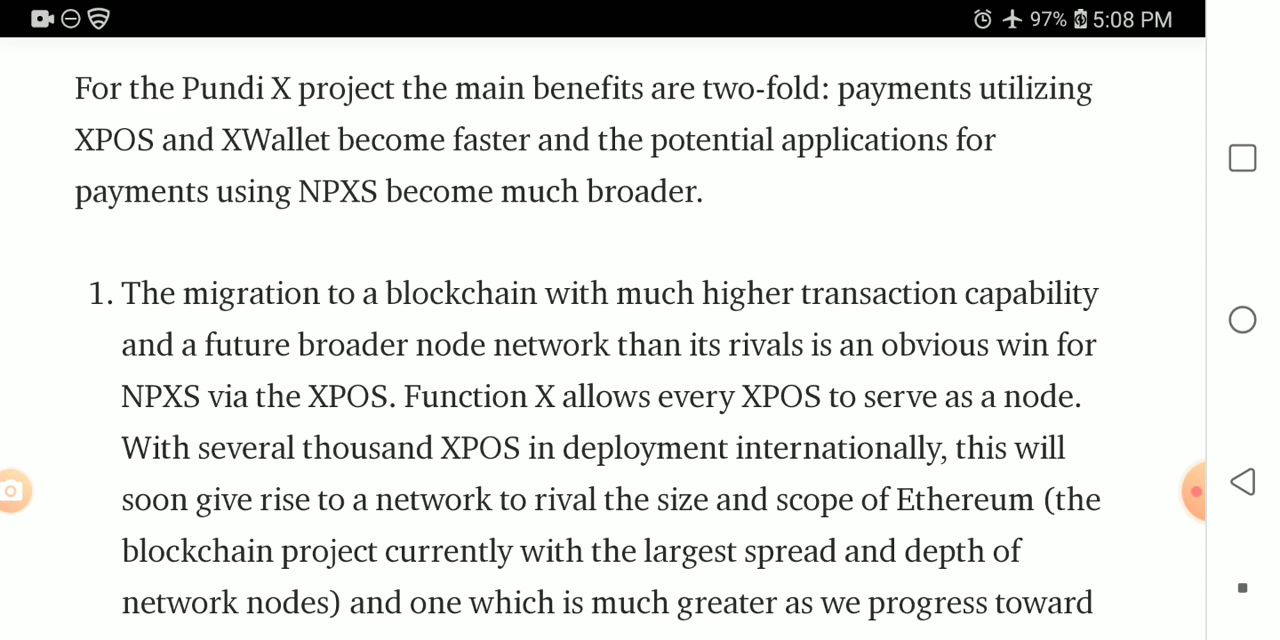 97% 5:08 PM
For the Pundi X project the main benefits are two-fold: payments utilizing
XPOS and XWallet become faster and the potential applications for
payments using NPXS become much broader.
1. The migration to a blockchain with much higher transaction capability
and a future broader node network than its rivals is an obvious win for
NPXS via the XPOS. Function X allows every XPOS to serve as a node.
With several thousand XPOS in deployment internationally, this will
soon give rise to a network to rival the size and scope of Ethereum (the
blockchain project currently with the largest spread and depth of
network nodes) and one which is much greater as we progress toward